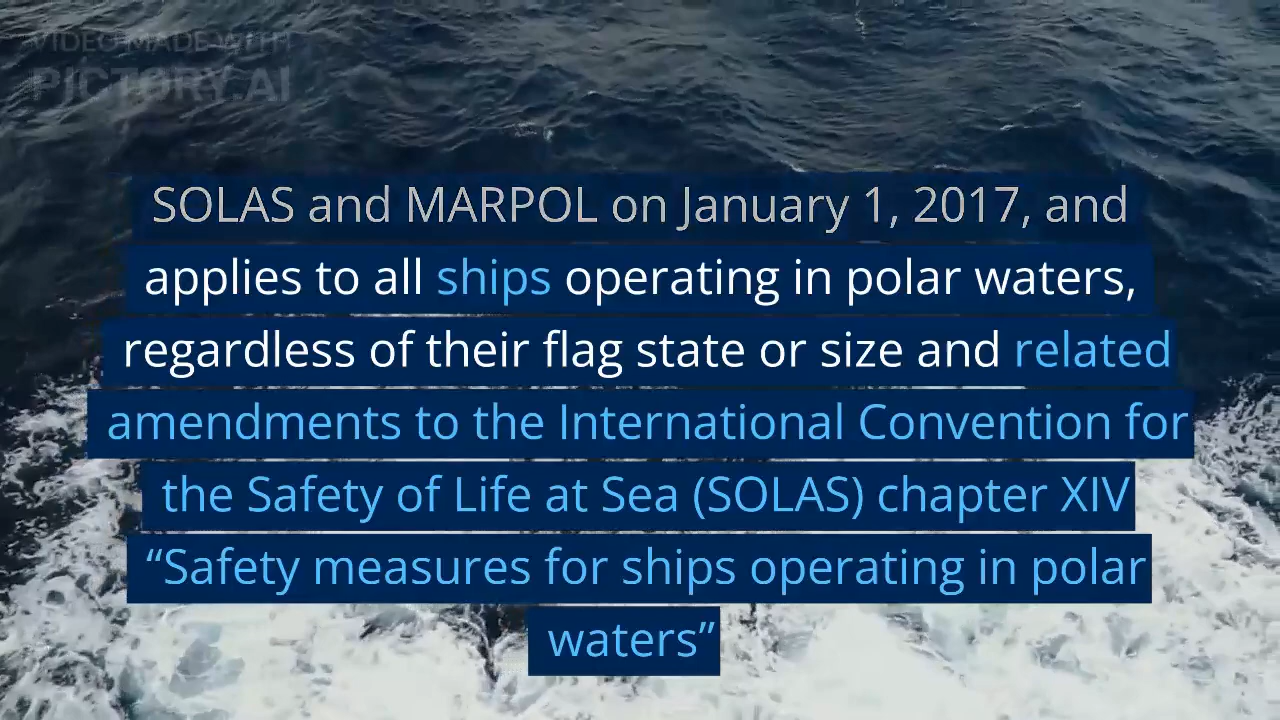 VIDEO MADE WITH
PICTORY.AI
SOLAS and MARPOL on January 1, 2017, and
applies to all ships operating in polar waters,
regardless of their flag state or size and related
amendments to the International Convention for
the Safety of Life at Sea (SOLAS) chapter XIV
“Safety measures for ships operating in polar
waters”